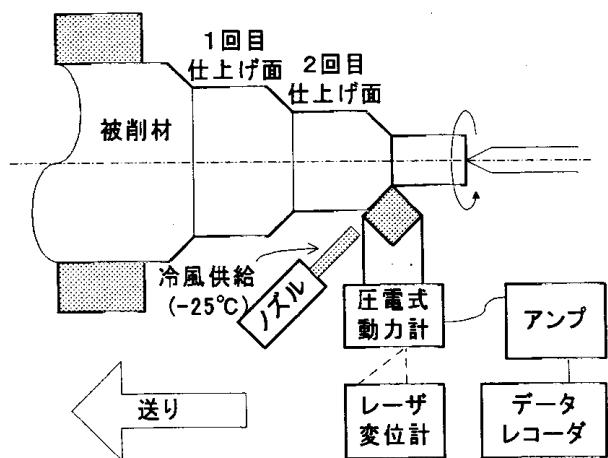 1回目
仕上げ面
2回目
仕上げ面
被削材
冷風供給
(-25℃)
ノズル
圧電式
動力計
アンプ
送り
レーザ
変位計
データ
レコーダ